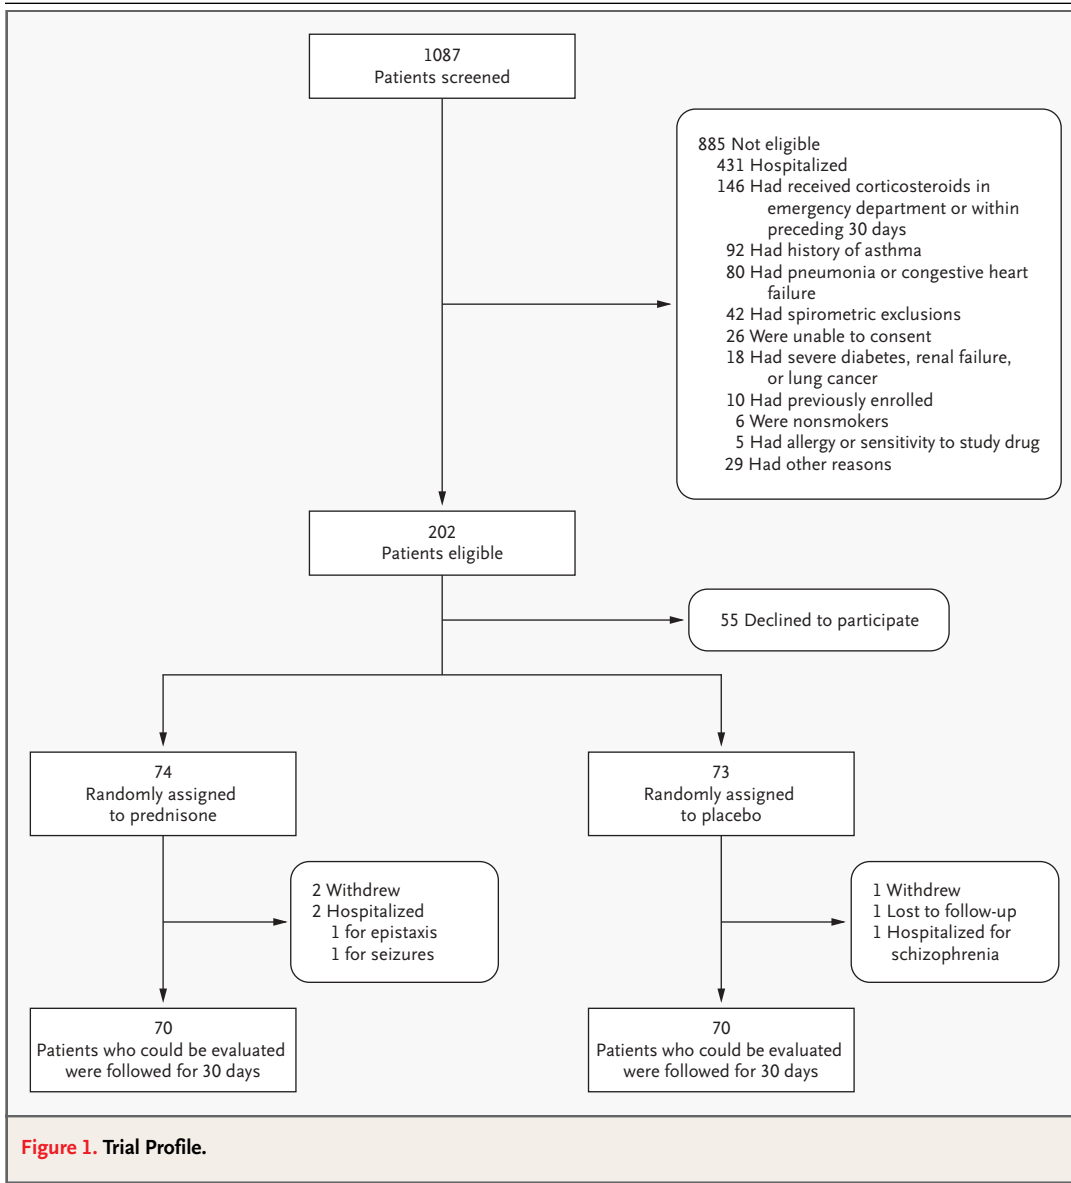 1087
Patients screened
885 Not eligible
431 Hospitalized
146 Had received corticosteroids in
emergency department or within
preceding 30 days
92 Had history of asthma
80 Had pneumonia or congestive heart
failure
42 Had spirometric exclusions
26 Were unable to consent
18 Had severe diabetes, renal failure,
or lung cancer
10 Had previously enrolled
6 Were nonsmokers
5 Had allergy or sensitivity to study drug
29 Had other reasons
202
Patients eligible
55 Declined to participate
74
Randomly assigned
to prednisone
73
Randomly assigned
to placebo
2 Withdrew
2 Hospitalized
1 for epistaxis
1 for seizures
1 Withdrew
1 Lost to follow-up
1 Hospitalized for
schizophrenia
70
Patients who could be evaluated
were followed for 30 days
70
Patients who could be evaluated
were followed for 30 days
Figure 1. Trial Profile.